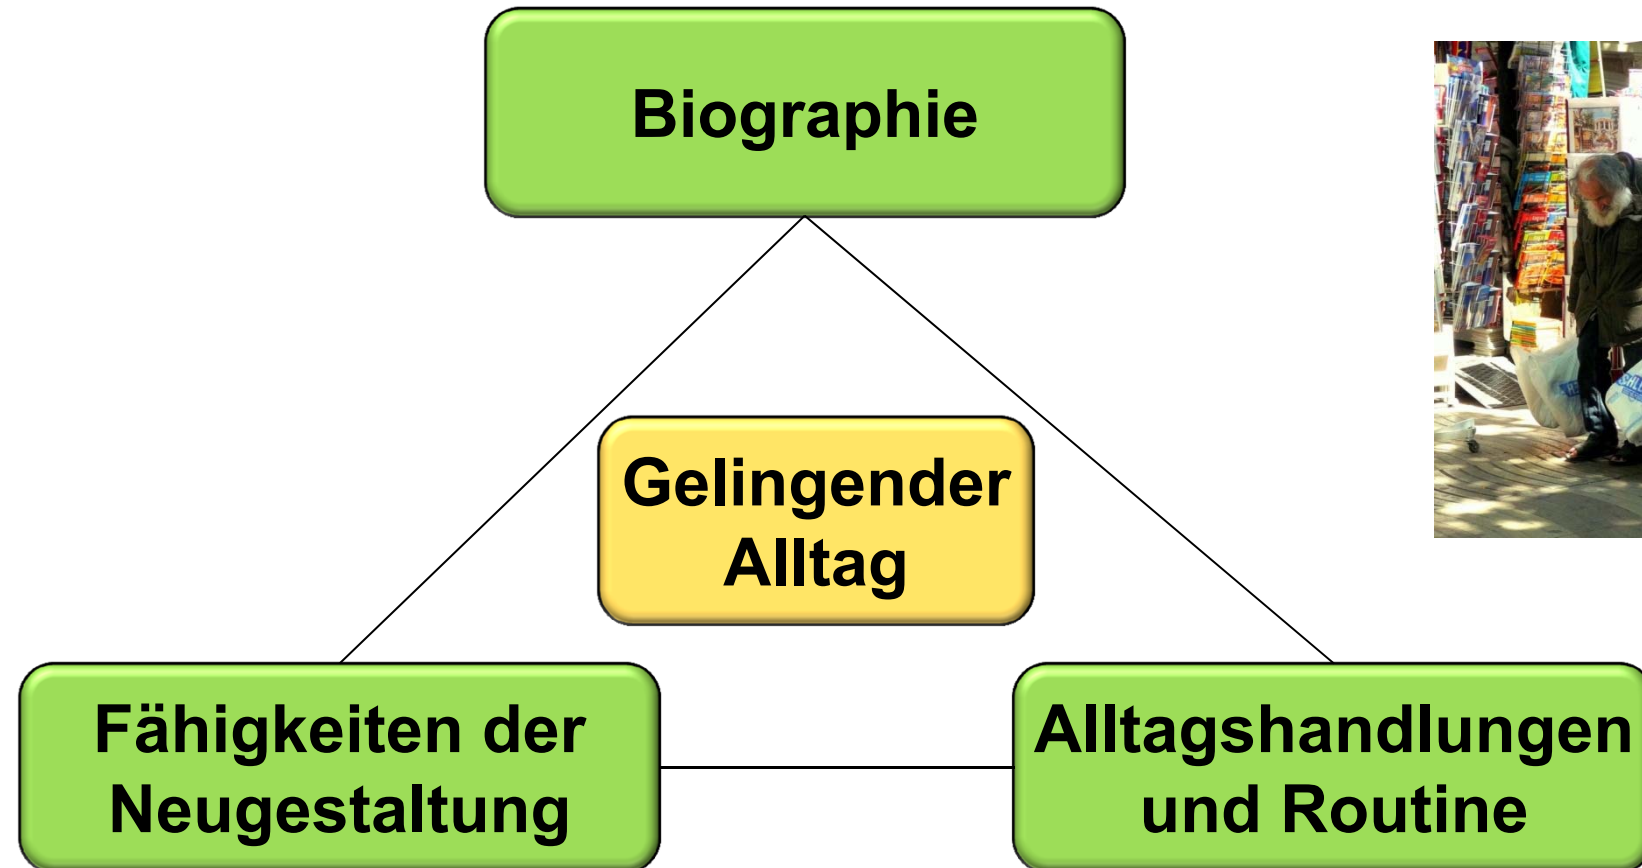 Biographie
Gelingender
Alltag
Fähigkeiten der
Neugestaltung
Alltagshandlungen
und Routine